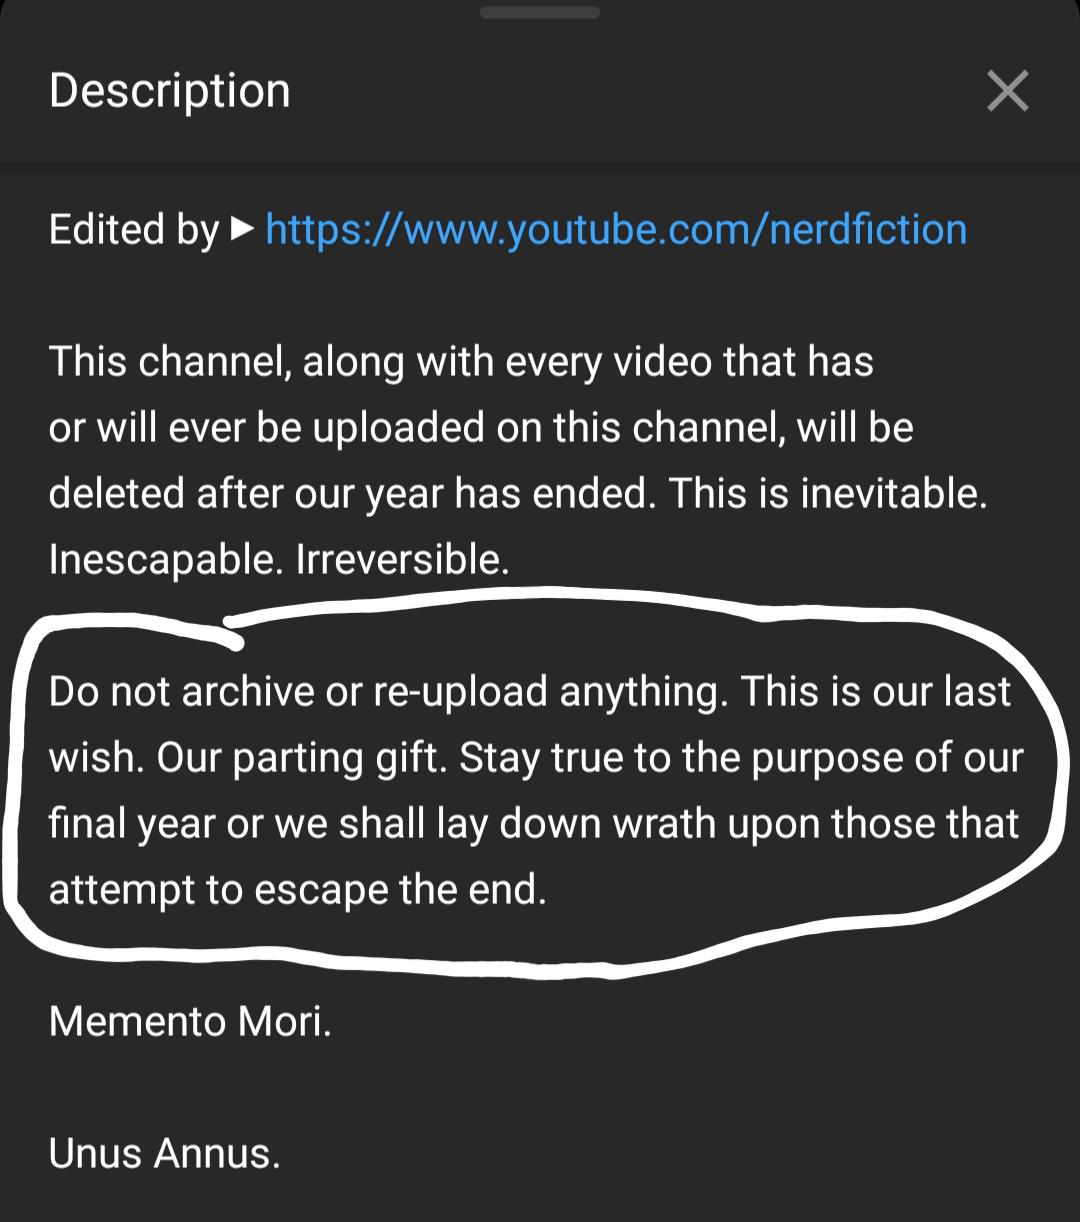 Description
Edited by ▶ https://www.youtube.com/nerdfiction
This channel, along with every video that has
or will ever be uploaded on this channel, will be
deleted after our year has ended. This is inevitable.
Inescapable. Irreversible.
Do not archive or re-upload anything. This is our last
wish. Our parting gift. Stay true to the purpose of our
final year or we shall lay down wrath upon those that
attempt to escape the end.
Memento Mori.
Unus Annus.